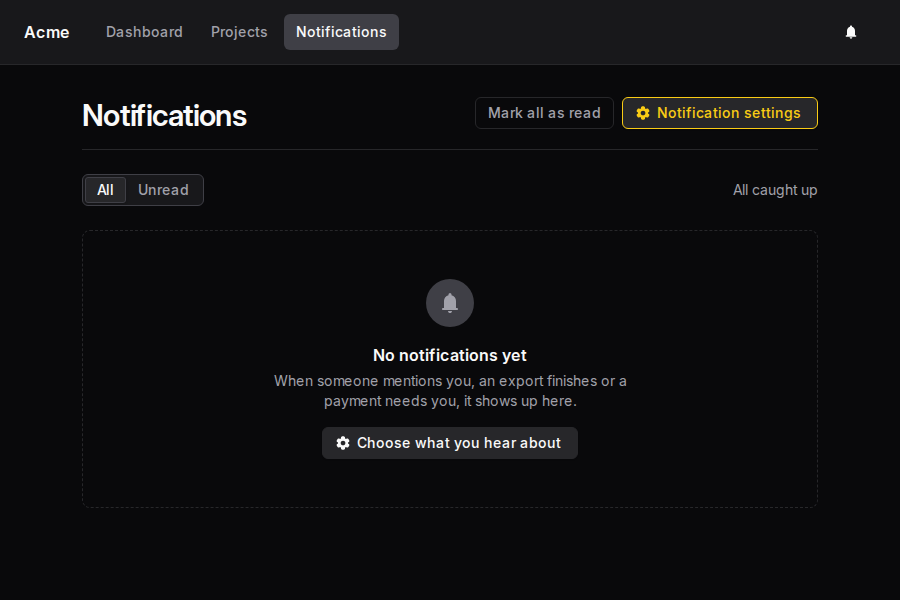 Acme
Dashboard
Projects
Notifications
Notifications
Mark all as read
Notification settings
All
Unread
All caught up
No notifications yet
When someone mentions you, an export finishes or a
payment needs you, it shows up here.
Choose what you hear about